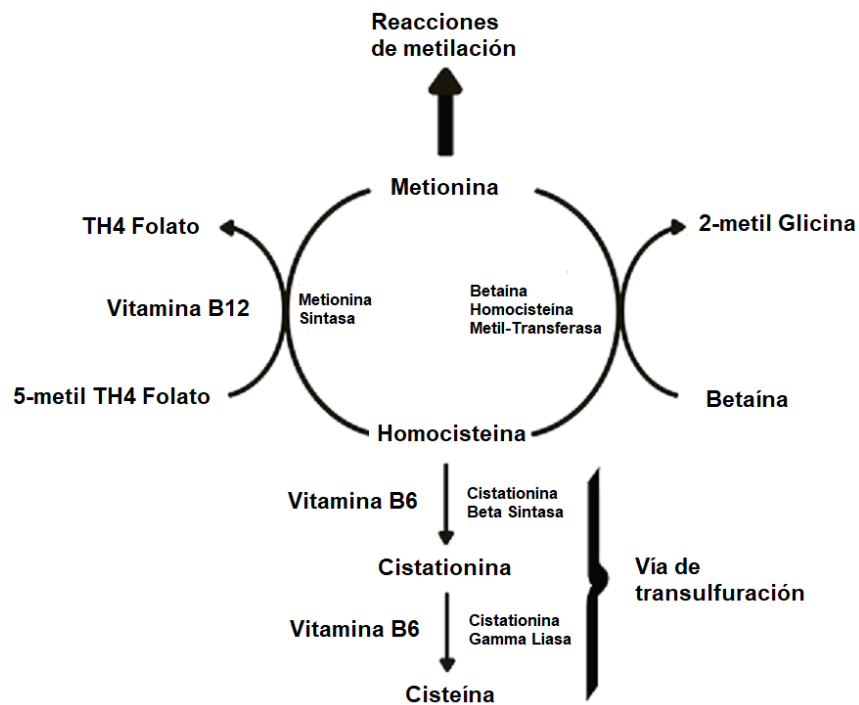 Reacciones
de metilación
Metionina
TH4 Folato
2-metil Glicina
Vitamina B12
Metionina
Sintasa
Betaina
Homocisteína
Metil-Transferasa
5-metil TH4 Folato
Betaína
Homocisteina
Vitamina B6
Cistationina
Beta Sintasa
Cistationina
Vía de
transulfuración
Vitamina B6
Cistationina
Gamma Liasa
Cisteína